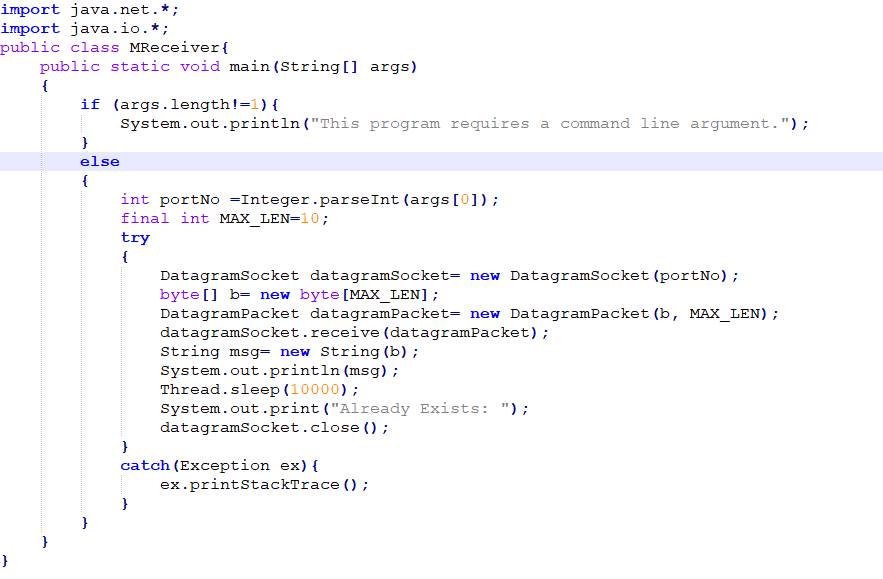 import java.net.*;
import java.io.*;
public class MReceiver{
    public static void main(String[] args)
    {
        if (args.length!=1){
            System.out.println("This program requires a command line argument.");
        }
        else
        {
            int portNo =Integer.parseInt(args[0]);
            final int MAX_LEN=10;
            try
            {
                DatagramSocket datagramSocket= new DatagramSocket(portNo);
                byte[] b= new byte[MAX_LEN];
                DatagramPacket datagramPacket= new DatagramPacket(b, MAX_LEN);
                datagramSocket.receive(datagramPacket);
                String msg= new String(b);
                System.out.println(msg);
                Thread.sleep(10000);
                System.out.print("Already Exists: ");
                datagramSocket.close();
            }
            catch(Exception ex){
                ex.printStackTrace();
            }
        }
    }
}